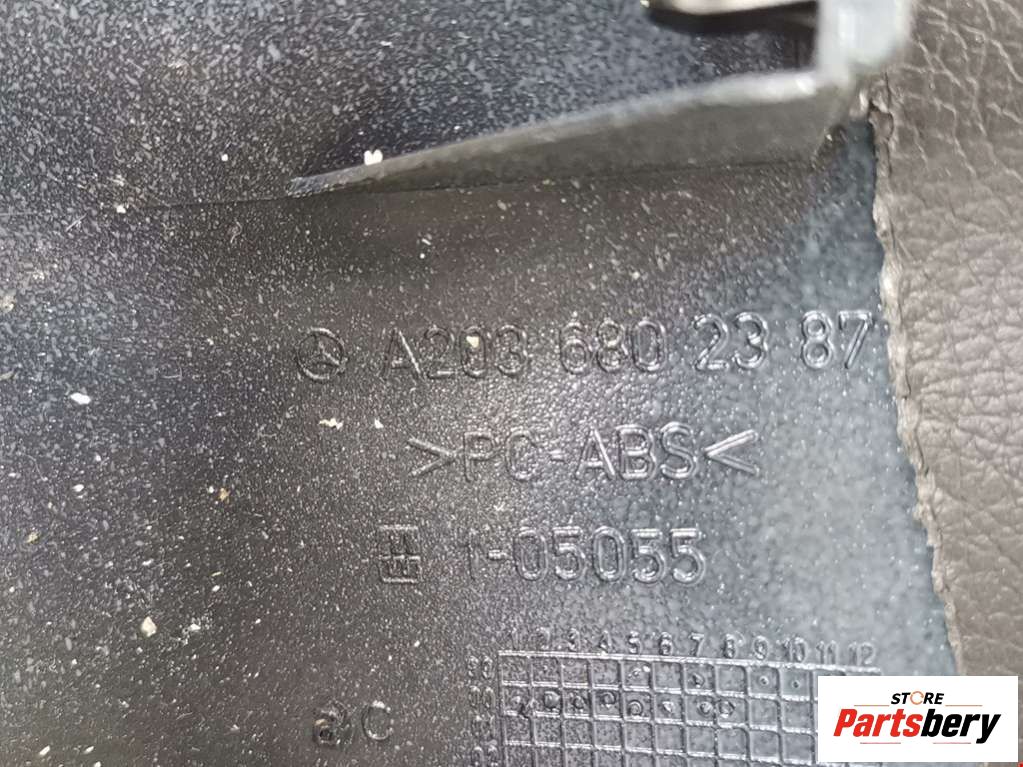 A203 680 23 87
>PC-ABS<
1-05055
1 2 3 4 5 6 7 8 9 10 11 12
ac
STORE
Partsbery